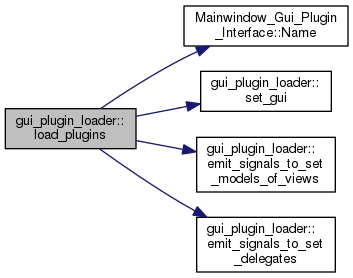 Mainwindow_Gui_Plugin
_Interface::Name
gui_plugin_loader::
set_gui
gui_plugin_loader::
load_plugins
gui_plugin_loader::
emit_signals_to_set
_models_of_views
gui_plugin_loader::
emit_signals_to_set
_delegates